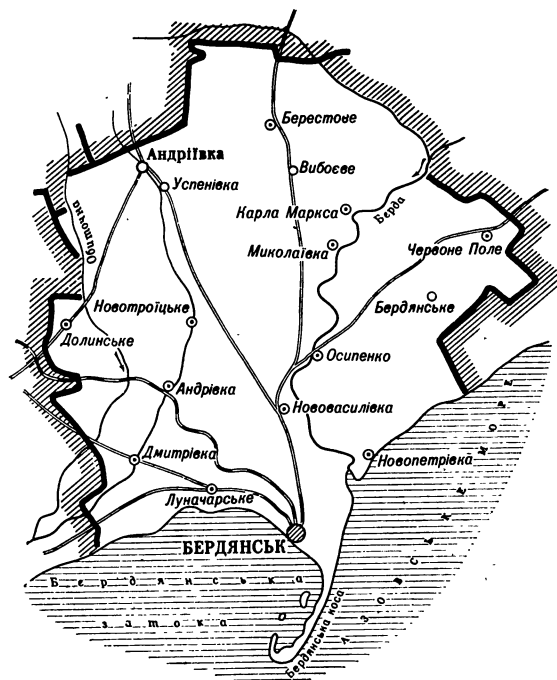 Берестове
АНДРІЇВКА
Вибоєве
Успенівка
Карла Маркса
Берда
Обиточна
Миколаївка
Червоне Поле
Новотроїцьке
Бердянське
Долинське
Осипенко
Андрівка
Нововасилівка
Дмитрівка
Новопетрівка
Луначарське
БЕРДЯНСЬК
Бердянська
затока
Бердянська коса
АЗОВСЬКЕ МОРЕ